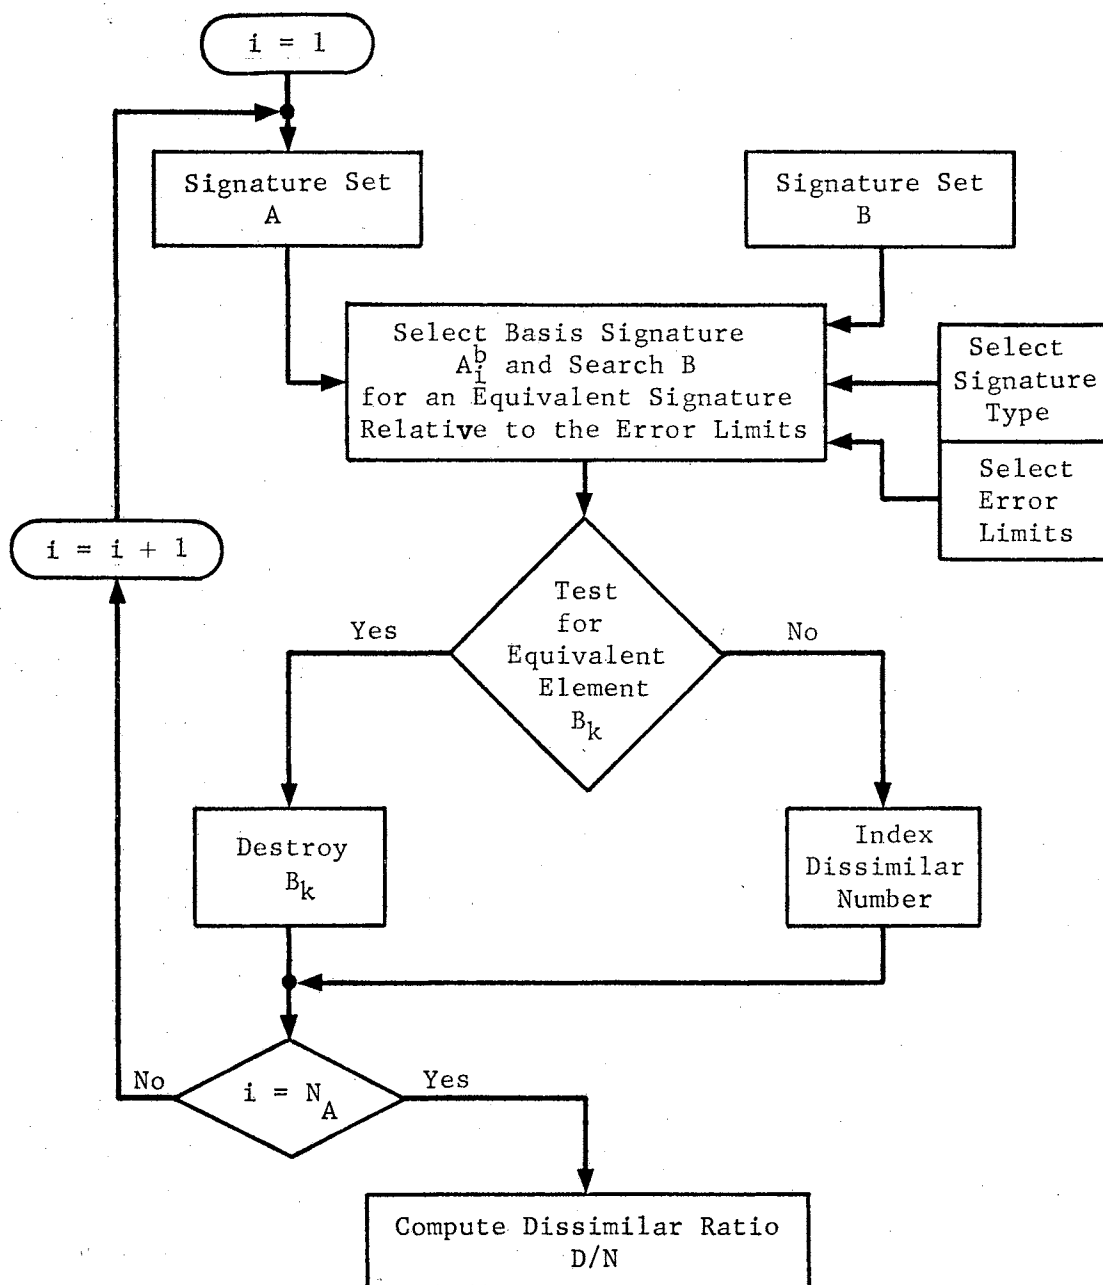 i = 1
Signature Set
A
Signature Set
B
Select Basis Signature
A_i^b and Search B
for an Equivalent Signature
Relative to the Error Limits
Select
Signature
Type
Select
Error
Limits
i = i + 1
Test
for
Equivalent
Element
B_k
Yes
No
Destroy
B_k
Index
Dissimilar
Number
No
i = N_A
Yes
Compute Dissimilar Ratio
D/N